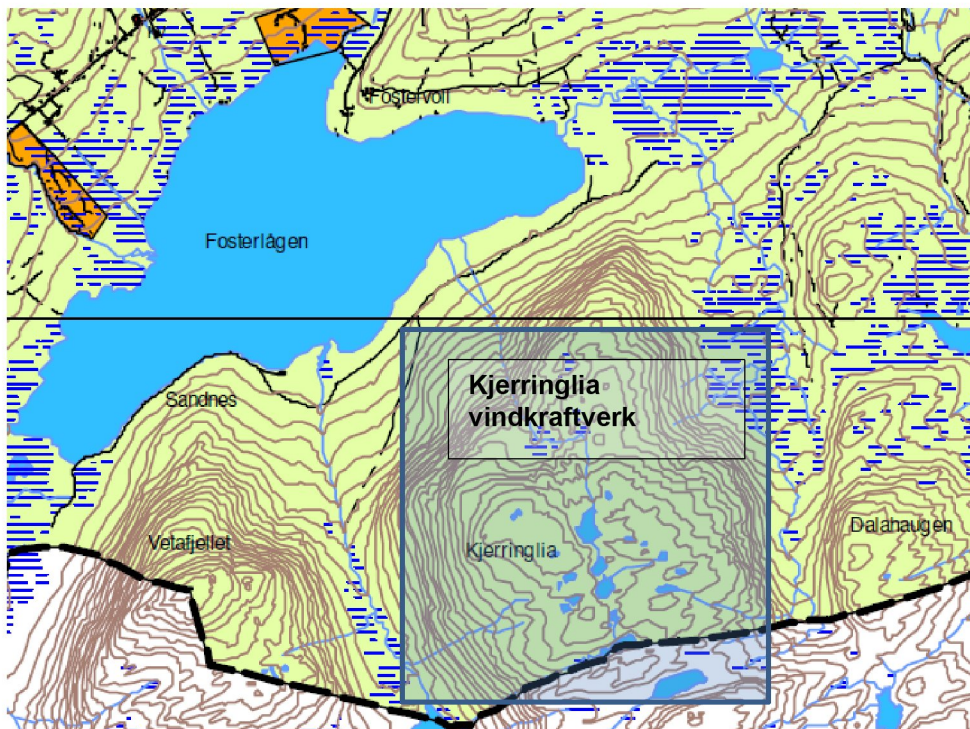 Fostervoll
Fosterlågen
Kjerringlia
vindkraftverk
Sandnes
Vetafjellet
Kjerringlia
Dalahaugen